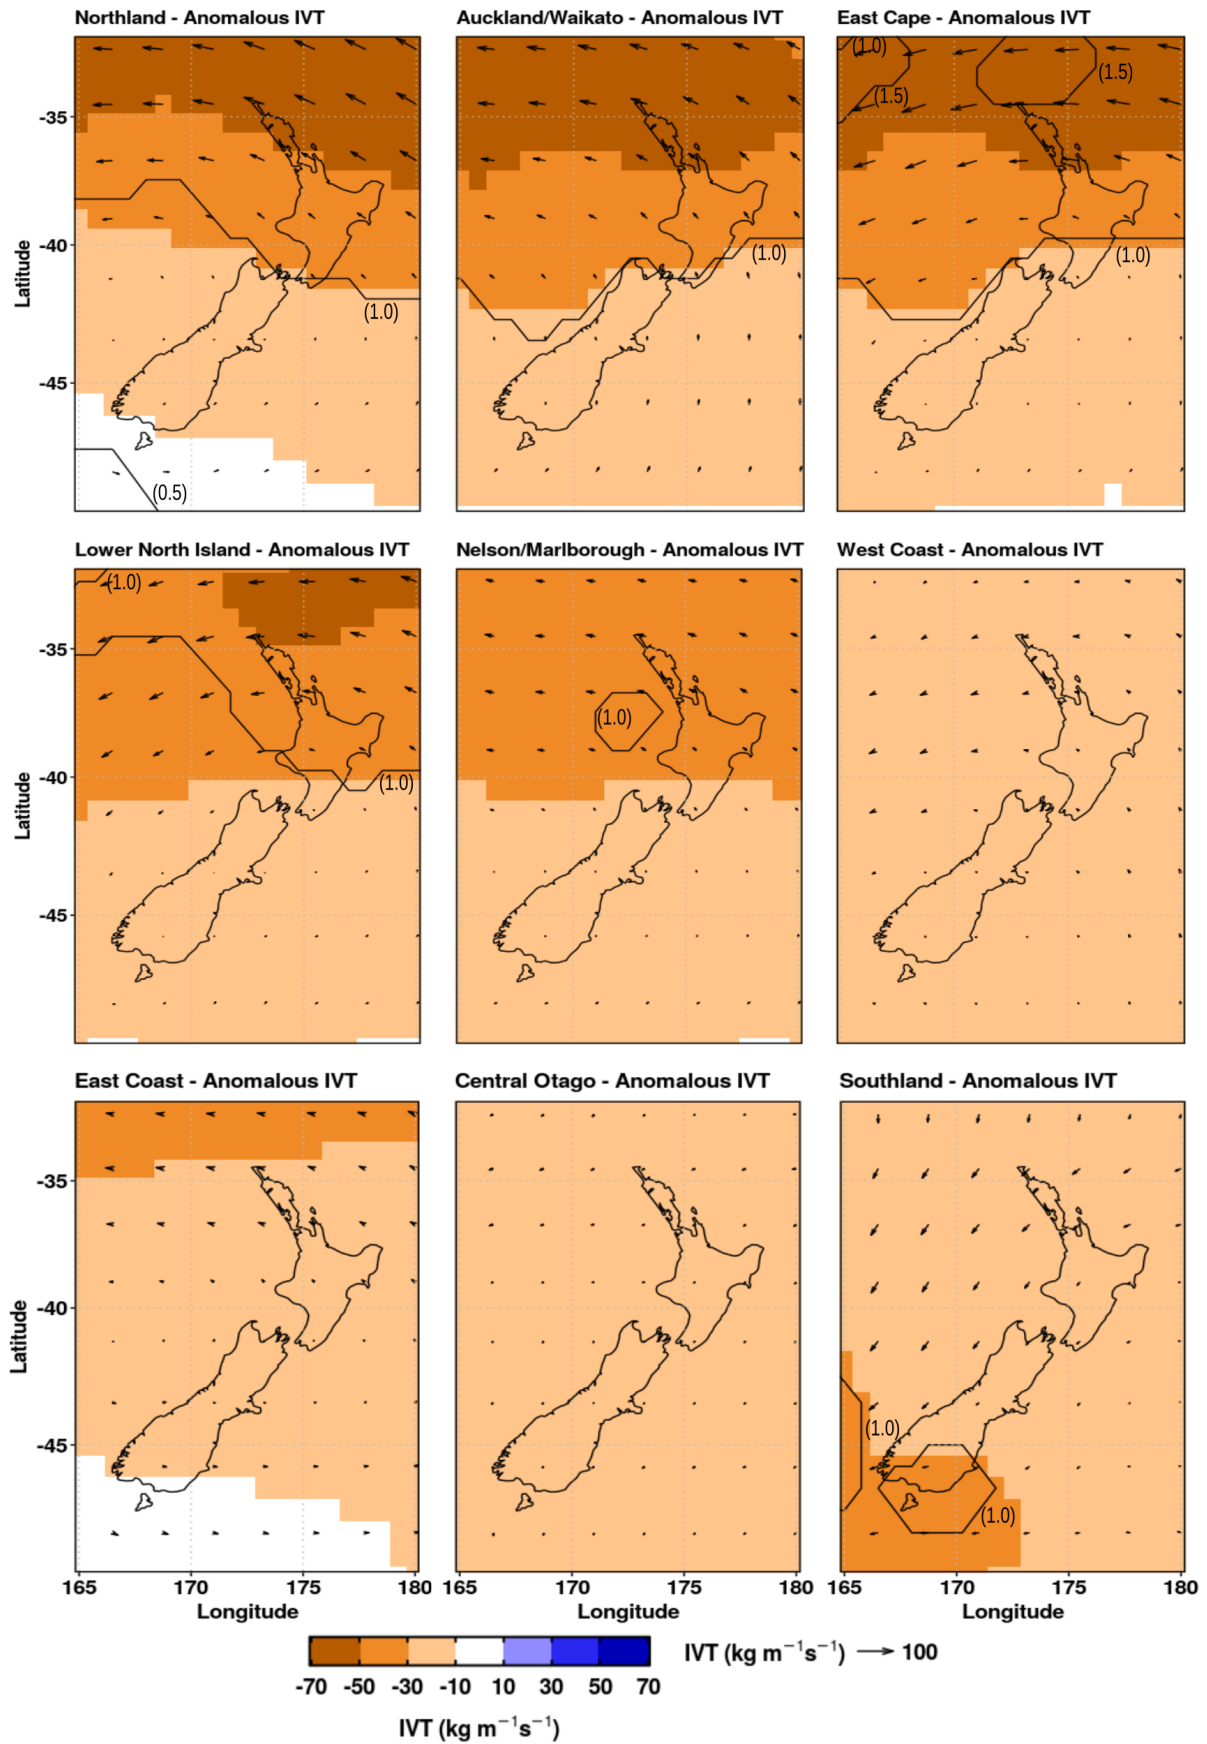 Northland - Anomalous IVT
Auckland/Waikato - Anomalous IVT
East Cape - Anomalous IVT
(1.0)
(1.5)
(1.5)
-35
-40
-45
Latitude
(1.0)
(1.0)
(1.0)
(0.5)
Lower North Island - Anomalous IVT
Nelson/Marlborough - Anomalous IVT
West Coast - Anomalous IVT
(1.0)
-35
-40
-45
Latitude
(1.0)
(1.0)
East Coast - Anomalous IVT
Central Otago - Anomalous IVT
Southland - Anomalous IVT
-35
-40
-45
Latitude
(1.0)
(1.0)
165 170 175 180
165 170 175 180
165 170 175 180
Longitude
Longitude
Longitude
IVT (kg m−1s−1) → 100
-70 -50 -30 -10 10 30 50 70
IVT (kg m−1s−1)